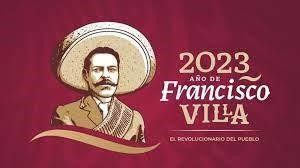 2023
AÑO DE
Francisco
VILLA
EL REVOLUCIONARIO DEL PUEBLO